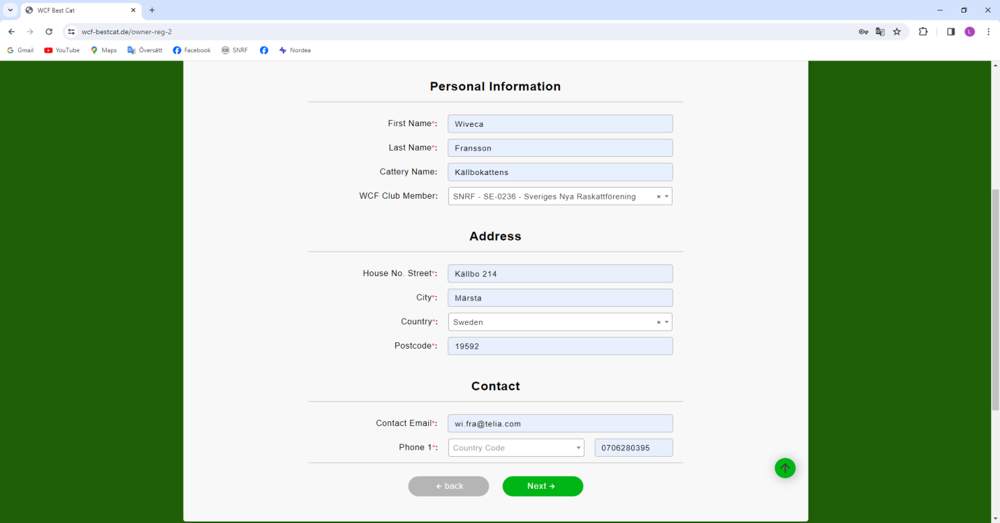 WCF Best Cat
wcf-bestcat.de/owner-reg-2
L
Gmail YouTube Maps Översätt Facebook SNRF Nordea
Personal Information
First Name*: Wiveca
Last Name*: Fransson
Cattery Name: Källbokattens
WCF Club Member: SNRF - SE-0236 - Sveriges Nya Raskattförening ×
Address
House No. Street*: Källbo 214
City*: Märsta
Country*: Sweden ×
Postcode*: 19592
Contact
Contact Email*: wi.fra@telia.com
Phone 1*: Country Code 0706280395
← back Next →